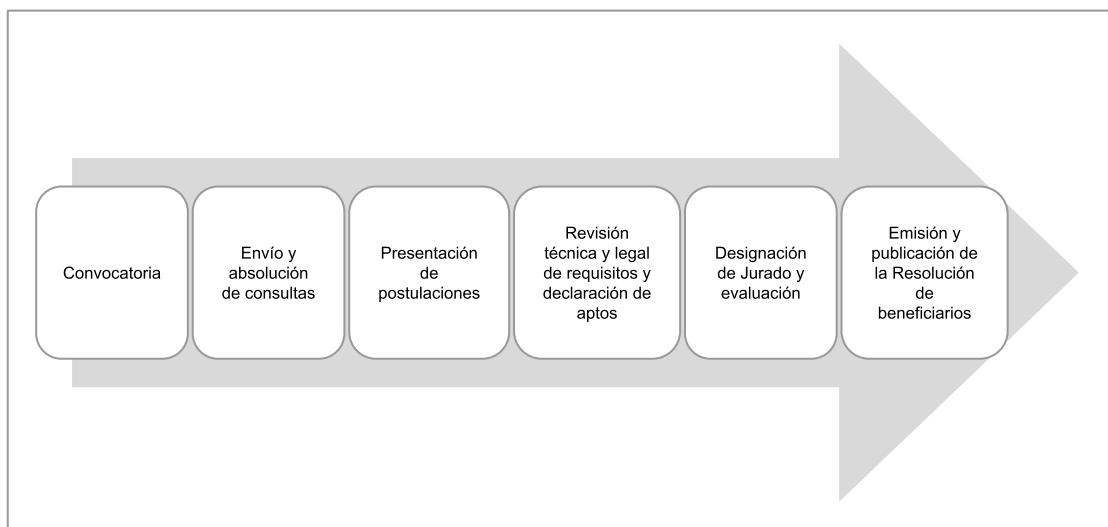 Convocatoria
Envío y
absolución
de consultas
Presentación
de
postulaciones
Revisión
técnica y legal
de requisitos y
declaración de
aptos
Designación
de Jurado y
evaluación
Emisión y
publicación de
la Resolución
de
beneficiarios